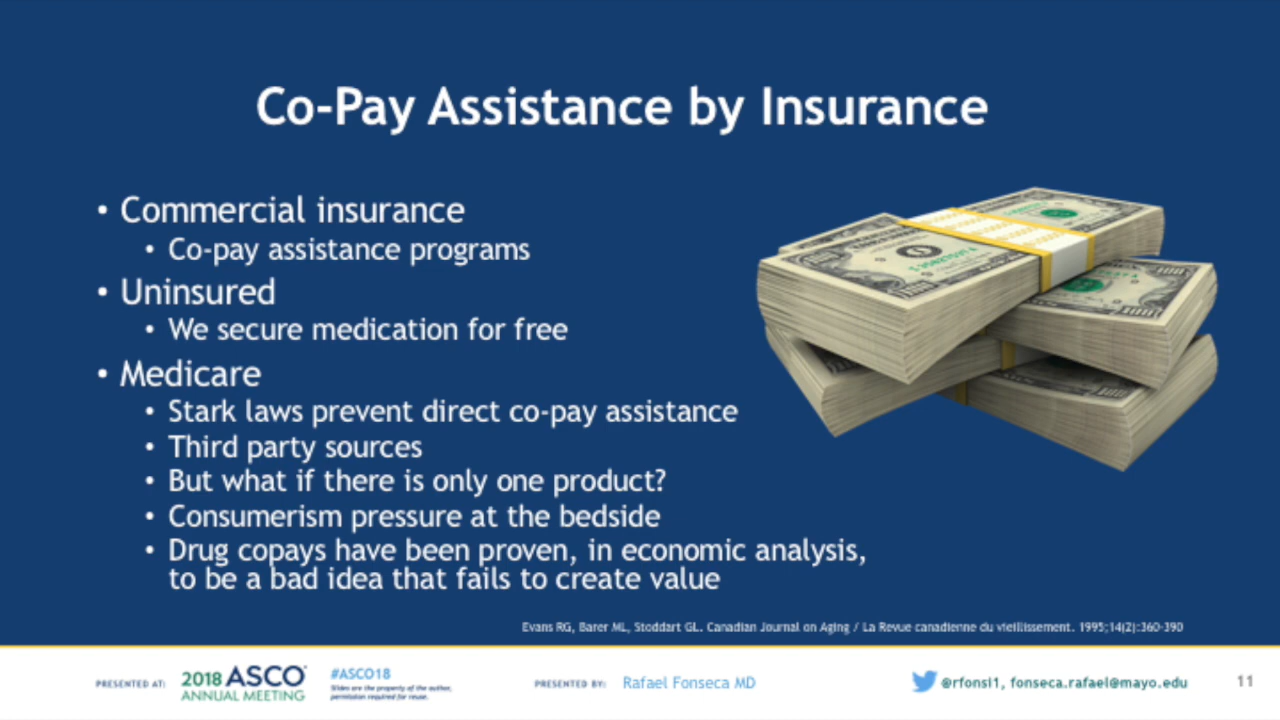 Co-Pay Assistance by Insurance
• Commercial insurance
• Co-pay assistance programs
• Uninsured
• We secure medication for free
• Medicare
• Stark laws prevent direct co-pay assistance
• Third party sources
• But what if there is only one product?
• Consumerism pressure at the bedside
• Drug copays have been proven, in economic analysis,
to be a bad idea that fails to create value
Evans RG, Barer ML, Stoddart GL. Canadian Journal on Aging / La Revue canadienne du vieillissement. 1995;14(2):360-390
PRESENTED AT:
2018 ASCO®
ANNUAL MEETING
#ASCO18
Slides are the property of the author,
permission required for reuse.
PRESENTED BY: Rafael Fonseca MD
@rfonsi1, fonseca.rafael@mayo.edu
11